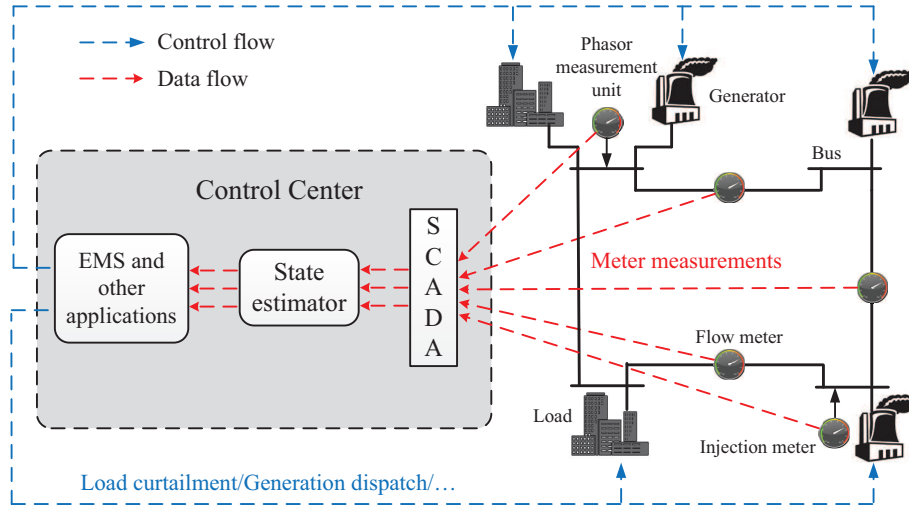 Control flow
Data flow
Phasor
measurement
unit
Generator
Bus
Control Center
EMS and
other
applications
State
estimator
S
C
A
D
A
Meter measurements
Flow meter
Load
Injection meter
Load curtailment/Generation dispatch/…